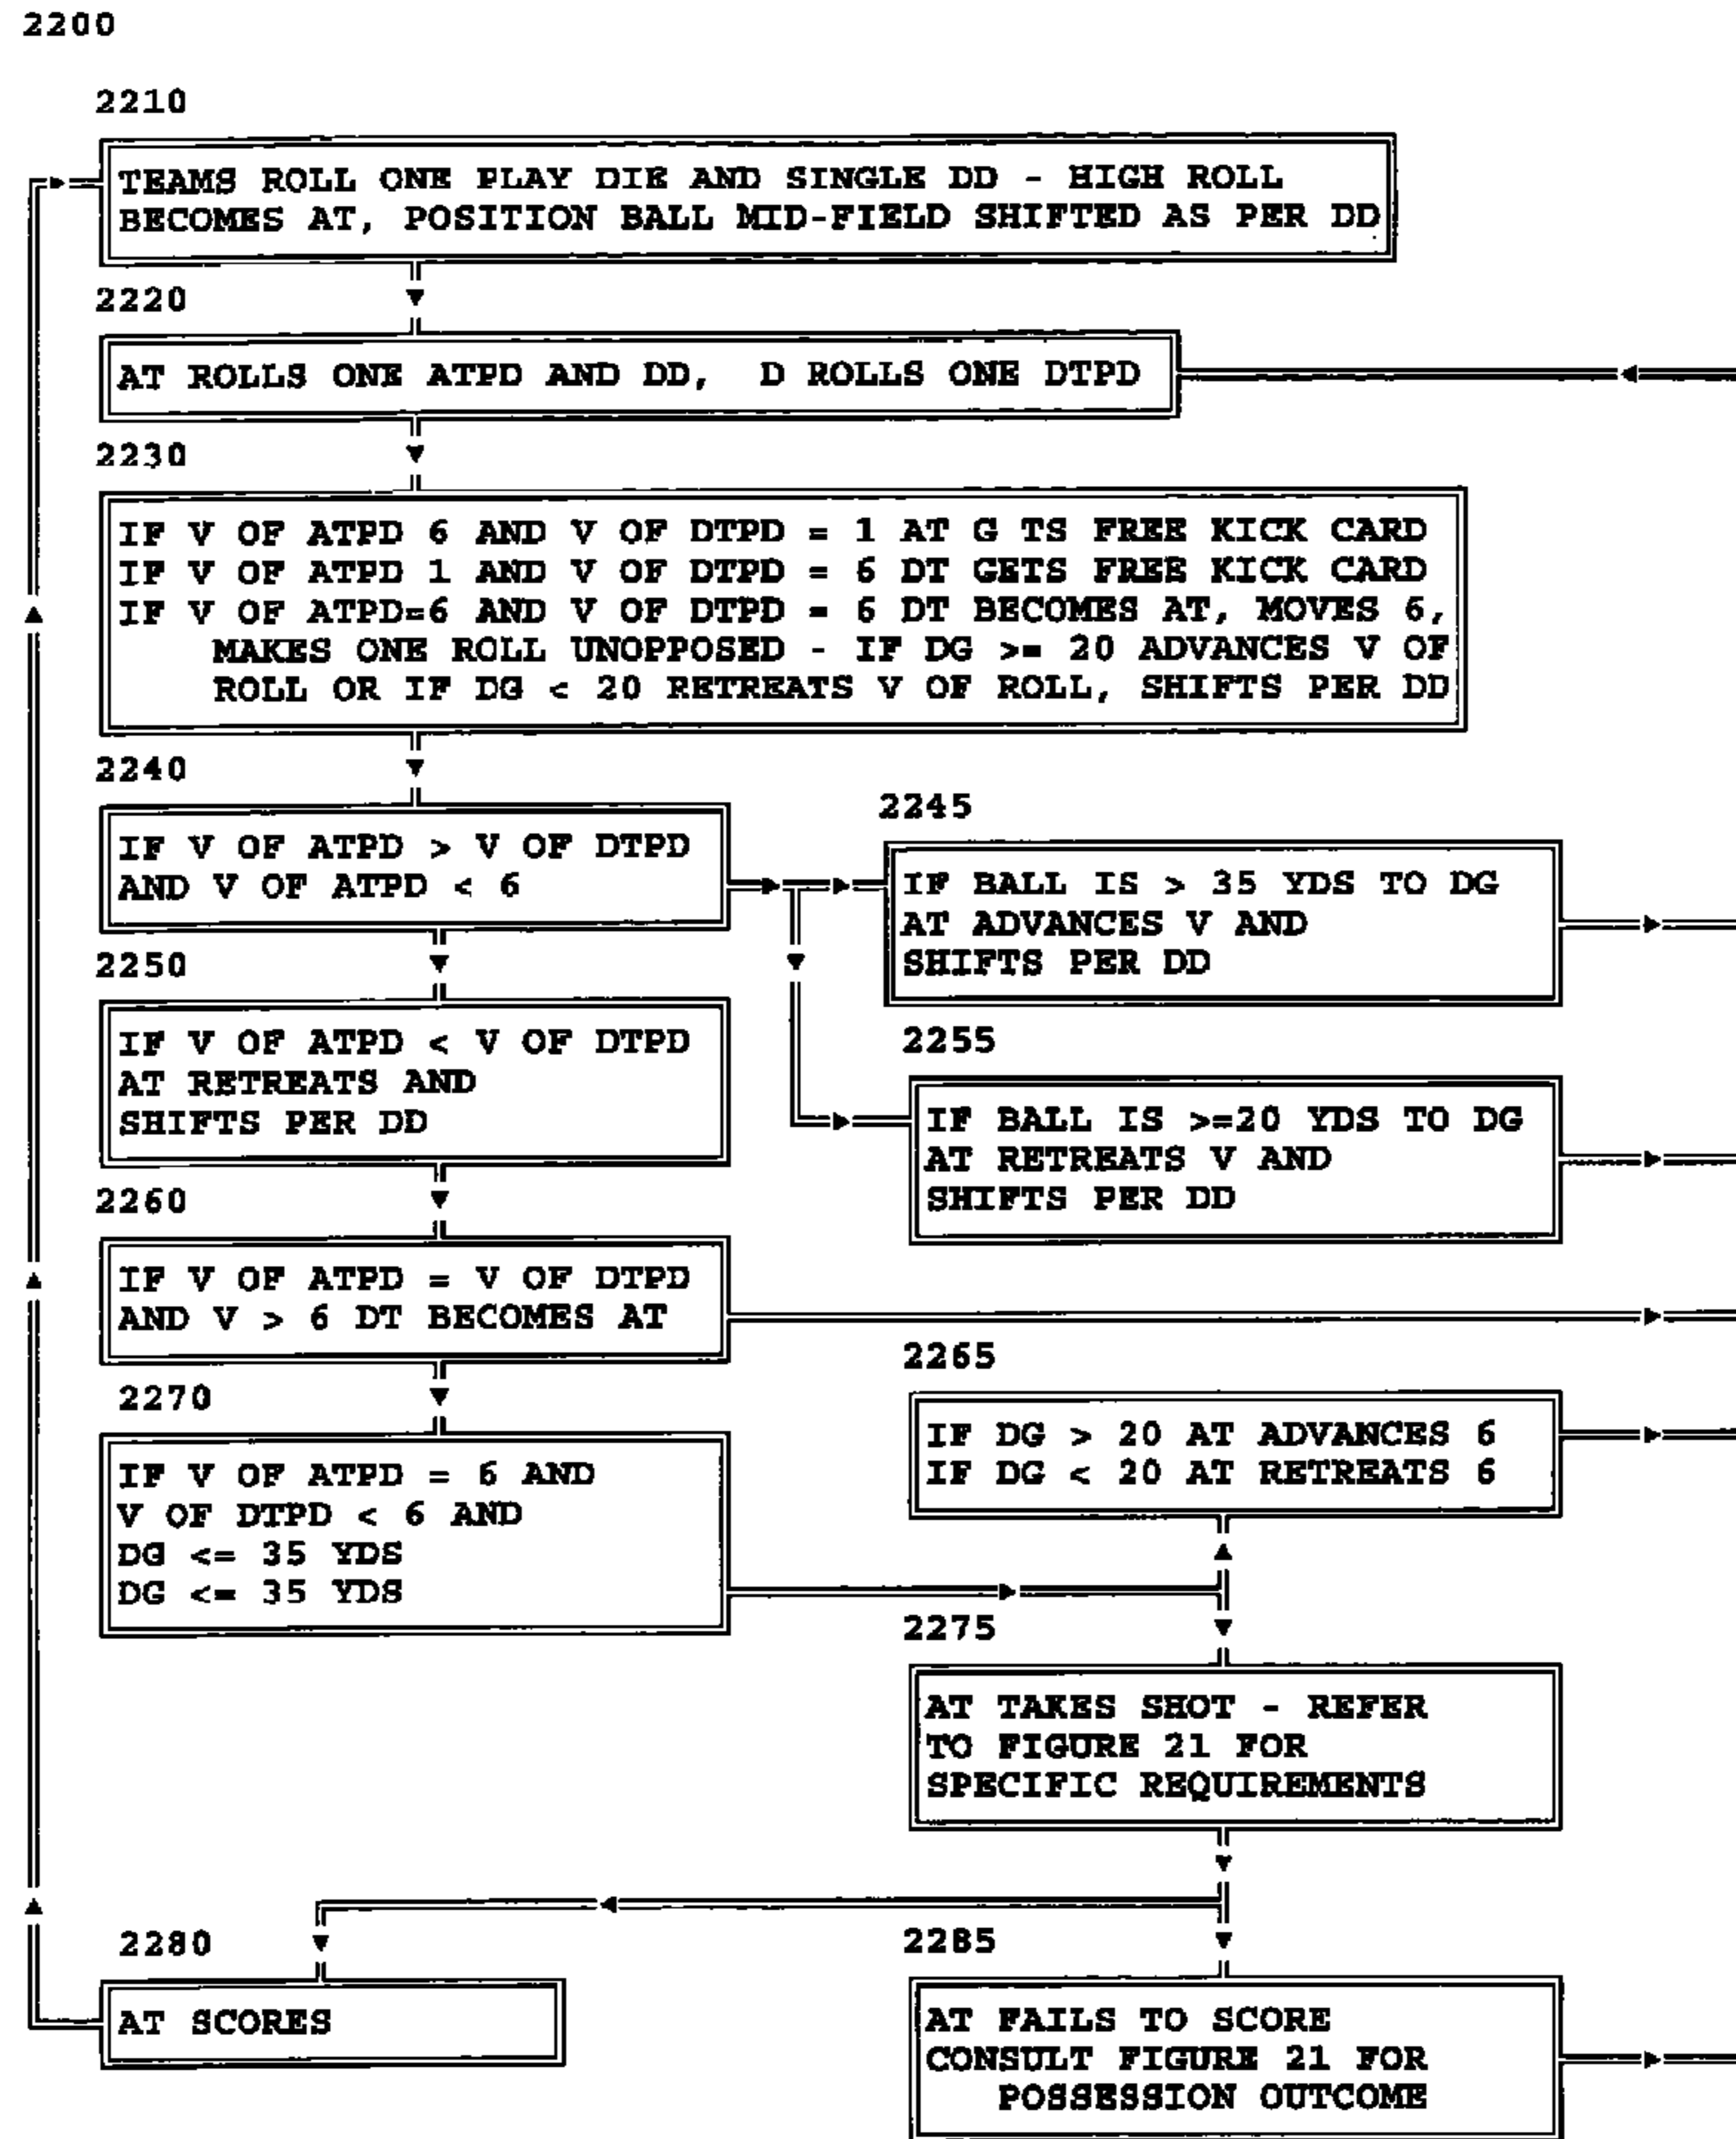 2200
2210
TEAMS ROLL ONE PLAY DIE AND SINGLE DD - HIGH ROLL
BECOMES AT, POSITION BALL MID-FIELD SHIFTED AS PER DD
2220
AT ROLLS ONE ATPD AND DD, D ROLLS ONE DTPD
2230
IF V OF ATPD 6 AND V OF DTPD = 1 AT G TS FREE KICK CARD
IF V OF ATPD 1 AND V OF DTPD = 6 DT GETS FREE KICK CARD
IF V OF ATPD=6 AND V OF DTPD = 6 DT BECOMES AT, MOVES 6,
MAKES ONE ROLL UNOPPOSED - IF DG >= 20 ADVANCES V OF
ROLL OR IF DG < 20 RETREATS V OF ROLL, SHIFTS PER DD
2240
IF V OF ATPD > V OF DTPD
AND V OF ATPD < 6
2245
IF BALL IS > 35 YDS TO DG
AT ADVANCES V AND
SHIFTS PER DD
2250
IF V OF ATPD < V OF DTPD
AT RETREATS AND
SHIFTS PER DD
2255
IF BALL IS >=20 YDS TO DG
AT RETREATS V AND
SHIFTS PER DD
2260
IF V OF ATPD = V OF DTPD
AND V > 6 DT BECOMES AT
2265
IF DG > 20 AT ADVANCES 6
IF DG < 20 AT RETREATS 6
2270
IF V OF ATPD = 6 AND
V OF DTPD < 6 AND
DG <= 35 YDS
DG <= 35 YDS
2275
AT TAKES SHOT - REFER
TO FIGURE 21 FOR
SPECIFIC REQUIREMENTS
2280
AT SCORES
2285
AT FAILS TO SCORE
CONSULT FIGURE 21 FOR
POSSESSION OUTCOME